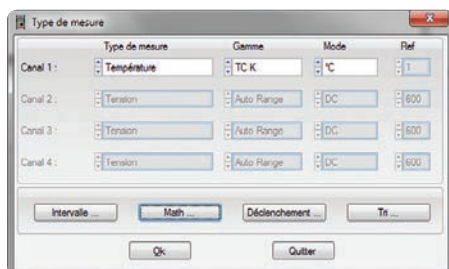 Type de mesure
Type de mesure Gamme Mode Ref
Canal 1 : Température TC K °C 1
Canal 2 : Tension Auto Range DC 600
Canal 3 : Tension Auto Range DC 600
Canal 4 : Tension Auto Range DC 600
Intervalle ... Math ... Déclenchement ... Tri ...
Ok Quitter